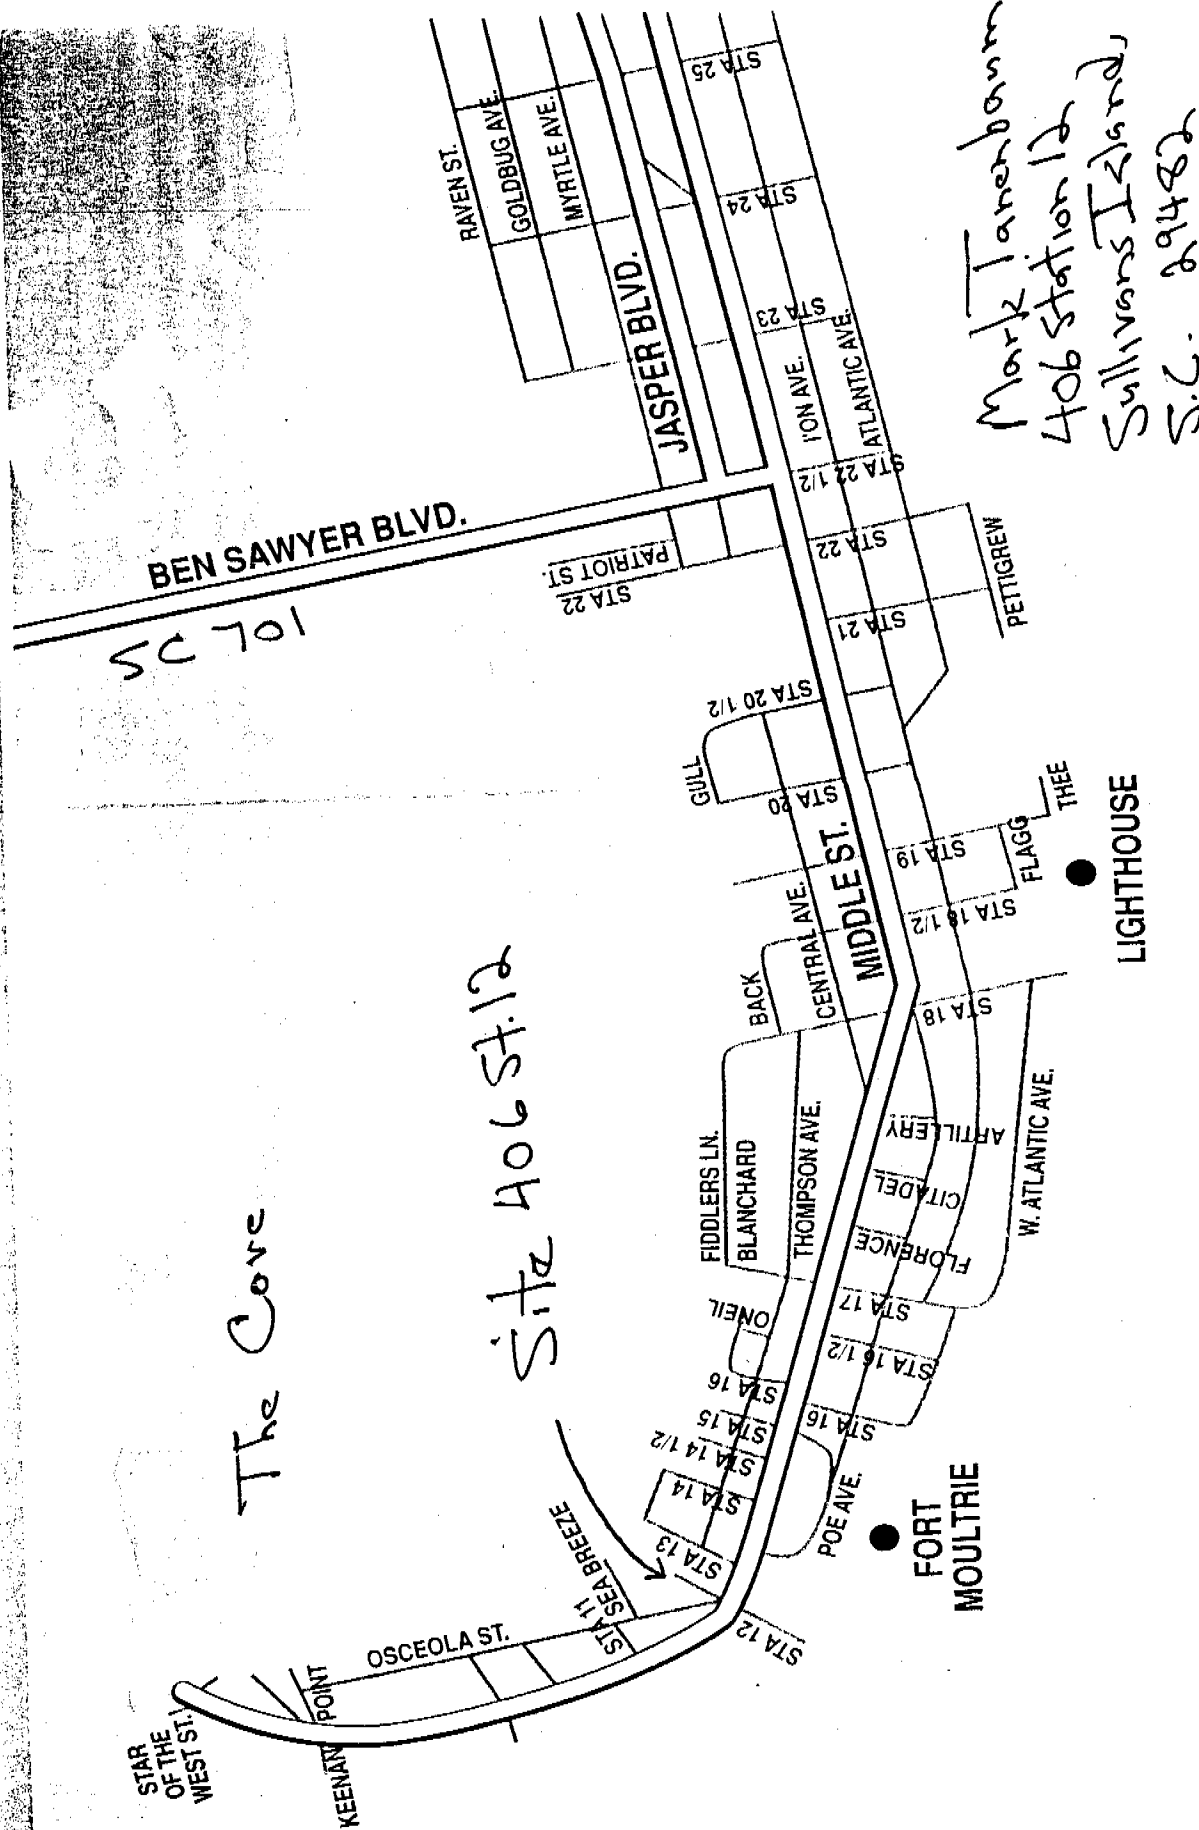 STAR
OF THE
WEST ST.
KEENAN POINT
OSCEOLA ST.
STA 11
SEA BREEZE
STA 12
STA 13
STA 14
STA 14 1/2
STA 15
STA 16
ONEIL
FIDDLERS LN.
BLANCHARD
THOMPSON AVE.
BACK
CENTRAL AVE.
MIDDLE ST.
GULL
STA 20
STA 20 1/2
STA 22
PATRIOT ST.
BEN SAWYER BLVD.
SC 701
JASPER BLVD.
RAVEN ST.
GOLDBUG AVE.
MYRTLE AVE.
The Cove
Site 406 St. 12
POE AVE.
FORT
MOULTRIE
STA 16
STA 16 1/2
STA 17
FLORENCE
CITADEL
ARTILLERY
W. ATLANTIC AVE.
STA 18
STA 18 1/2
STA 19
FLAGG
THEE
LIGHTHOUSE
STA 21
STA 22
PETTIGREW
STA 22 1/2
I'ON AVE.
ATLANTIC AVE.
STA 23
STA 24
STA 25
Mark Tanenbaum
406 Station 12
Sullivans Island,
S.C. 29482